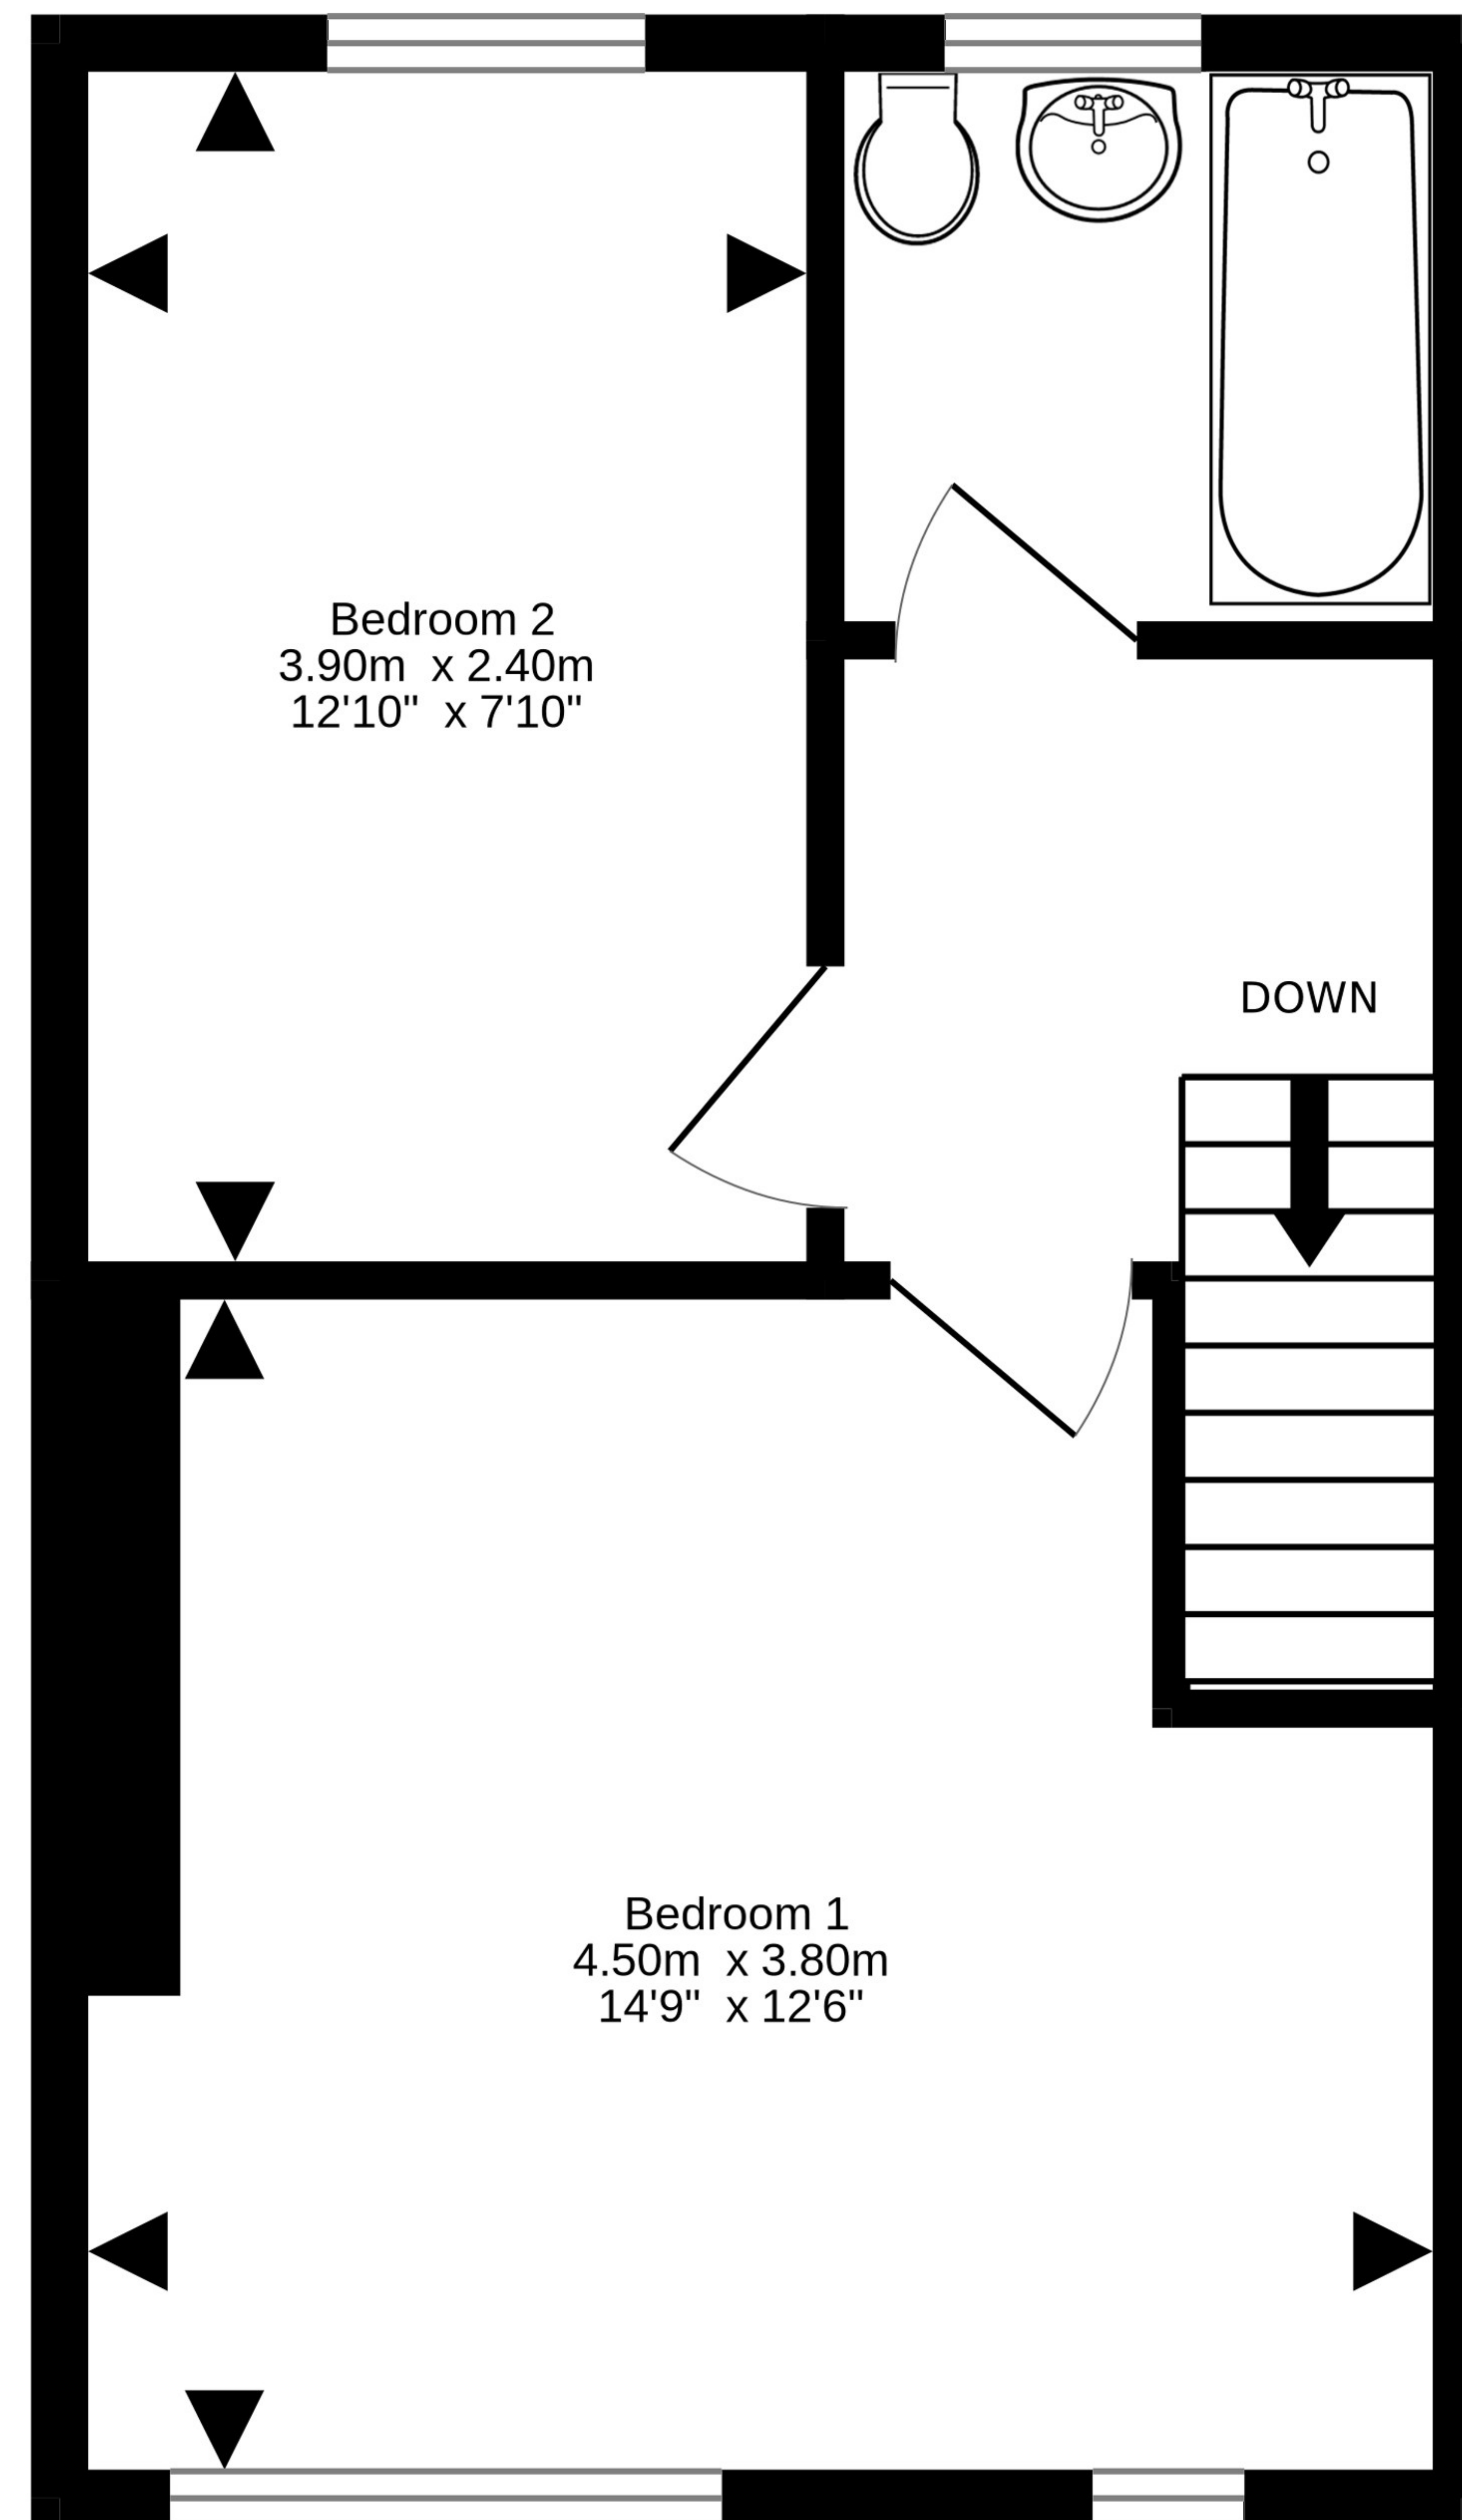 Bedroom 2
3.90m x 2.40m
12'10" x 7'10"
DOWN
Bedroom 1
4.50m x 3.80m
14'9" x 12'6"